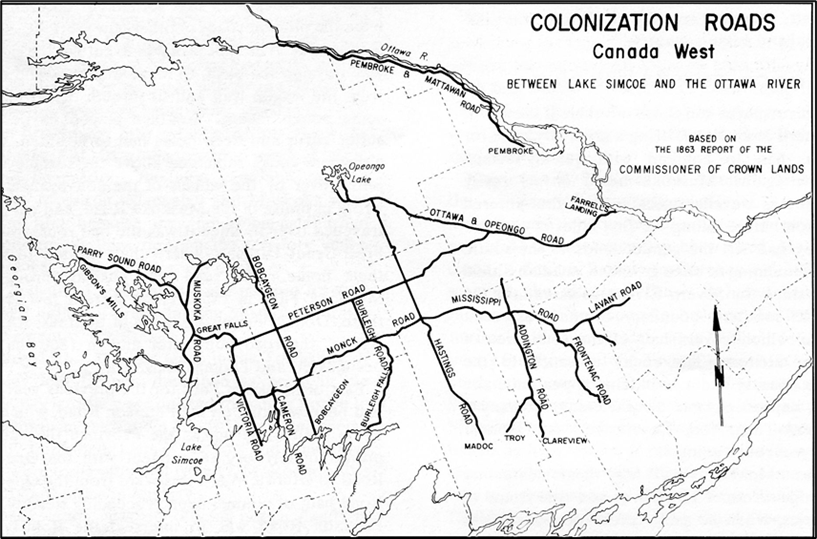 COLONIZATION ROADS
Canada West
BETWEEN LAKE SIMCOE AND THE OTTAWA RIVER
BASED ON
THE 1863 REPORT OF THE
COMMISSIONER OF CROWN LANDS
Ottawa R.
PEMBROKE & MATTAWAN ROAD
PEMBROKE
Opeongo
Lake
FARRELL'S
LANDING
OTTAWA & OPEONGO ROAD
Georgian Bay
PARRY SOUND ROAD
GIBSON'S MILLS
MUSKOKA ROAD
GREAT FALLS
BOBCAYGEON ROAD
PETERSON ROAD
BURLEIGH ROAD
MONCK ROAD
MISSISSIPPI ROAD
LAVANT ROAD
ADDINGTON ROAD
FRONTENAC ROAD
HASTINGS ROAD
VICTORIA ROAD
CAMERON ROAD
BOBCAYGEON
BURLEIGH FALLS
MADOC
TROY
CLAREVIEW
Lake
Simcoe
N